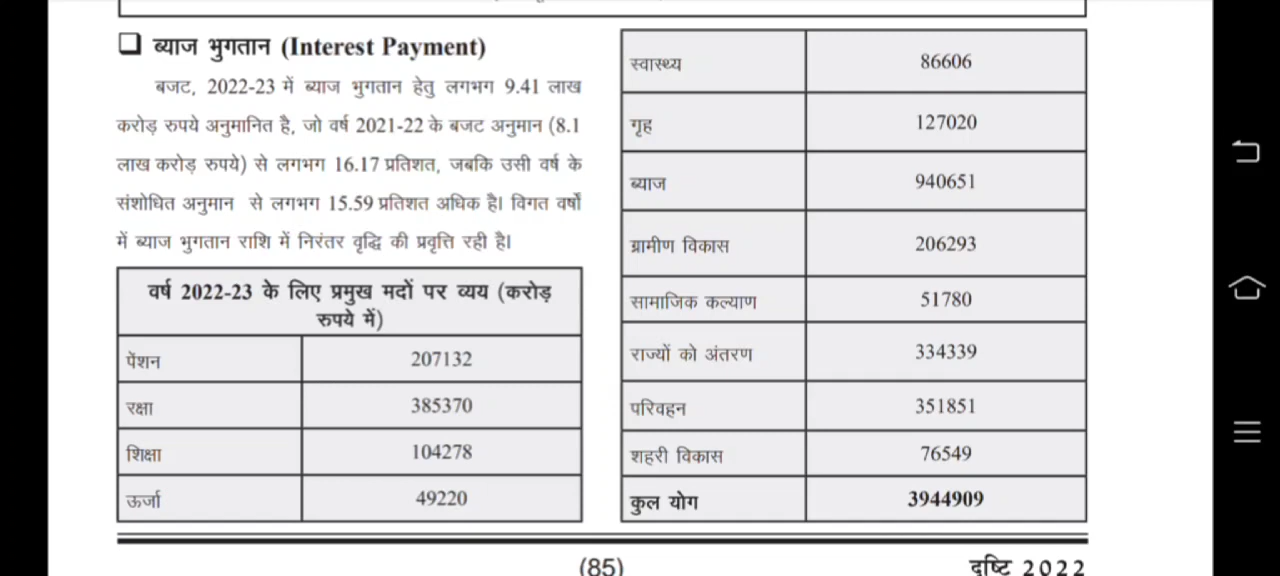 ❑ ब्याज भुगतान (Interest Payment)
बजट, 2022-23 में ब्याज भुगतान हेतु लगभग 9.41 लाख
करोड़ रुपये अनुमानित है, जो वर्ष 2021-22 के बजट अनुमान (8.1
लाख करोड़ रुपये) से लगभग 16.17 प्रतिशत, जबकि उसी वर्ष के
संशोधित अनुमान से लगभग 15.59 प्रतिशत अधिक है। विगत वर्षों
में ब्याज भुगतान राशि में निरंतर वृद्धि की प्रवृत्ति रही है।
वर्ष 2022-23 के लिए प्रमुख मदों पर व्यय (करोड़
रुपये में)
पेंशन 207132
रक्षा 385370
शिक्षा 104278
ऊर्जा 49220
स्वास्थ्य 86606
गृह 127020
ब्याज 940651
ग्रामीण विकास 206293
सामाजिक कल्याण 51780
राज्यों को अंतरण 334339
परिवहन 351851
शहरी विकास 76549
कुल योग 3944909
(85)
दृष्टि 2022